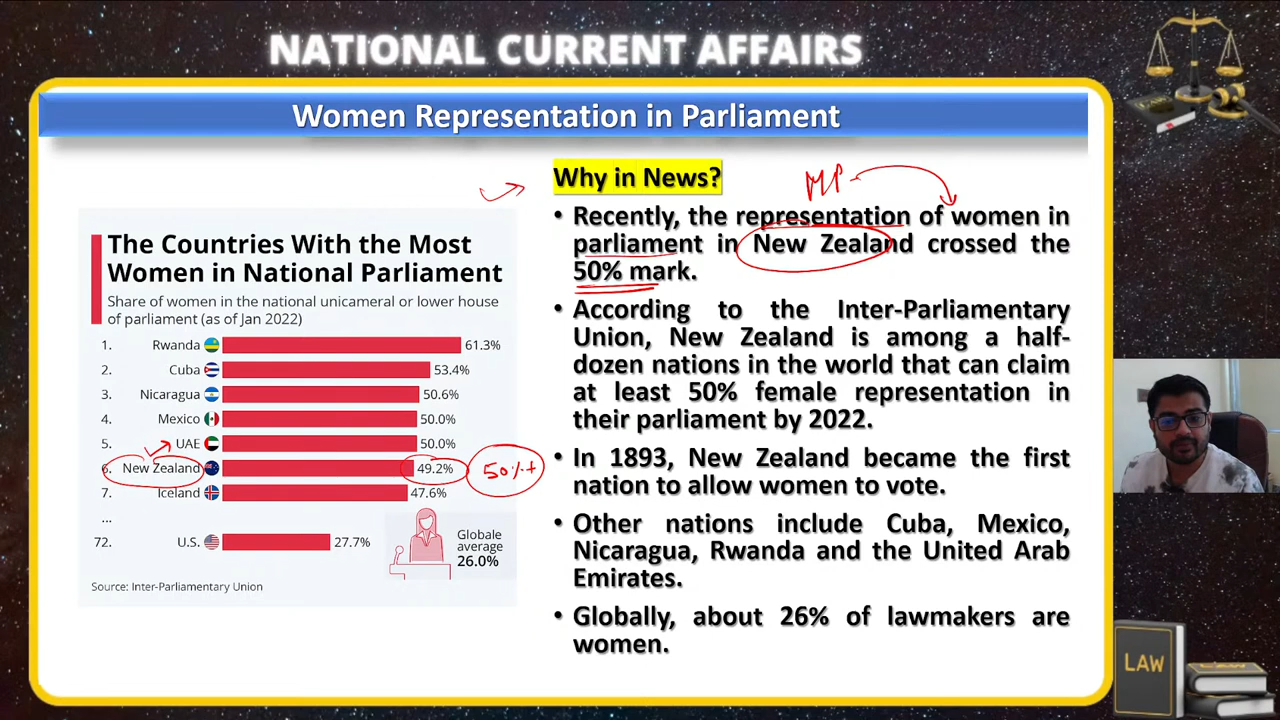 NATIONAL CURRENT AFFAIRS
Women Representation in Parliament
The Countries With the Most
Women in National Parliament
Share of women in the national unicameral or lower house
of parliament (as of Jan 2022)
1. Rwanda 61.3%
2. Cuba 53.4%
3. Nicaragua 50.6%
4. Mexico 50.0%
5. UAE 50.0%
6. New Zealand 49.2% 50%+
7. Iceland 47.6%
...
72. U.S. 27.7%
Globale
average
26.0%
Source: Inter-Parliamentary Union
Why in News?
MP
• Recently, the representation of women in
parliament in New Zealand crossed the
50% mark.
• According to the Inter-Parliamentary
Union, New Zealand is among a half-
dozen nations in the world that can claim
at least 50% female representation in
their parliament by 2022.
• In 1893, New Zealand became the first
nation to allow women to vote.
• Other nations include Cuba, Mexico,
Nicaragua, Rwanda and the United Arab
Emirates.
• Globally, about 26% of lawmakers are
women.
LAW